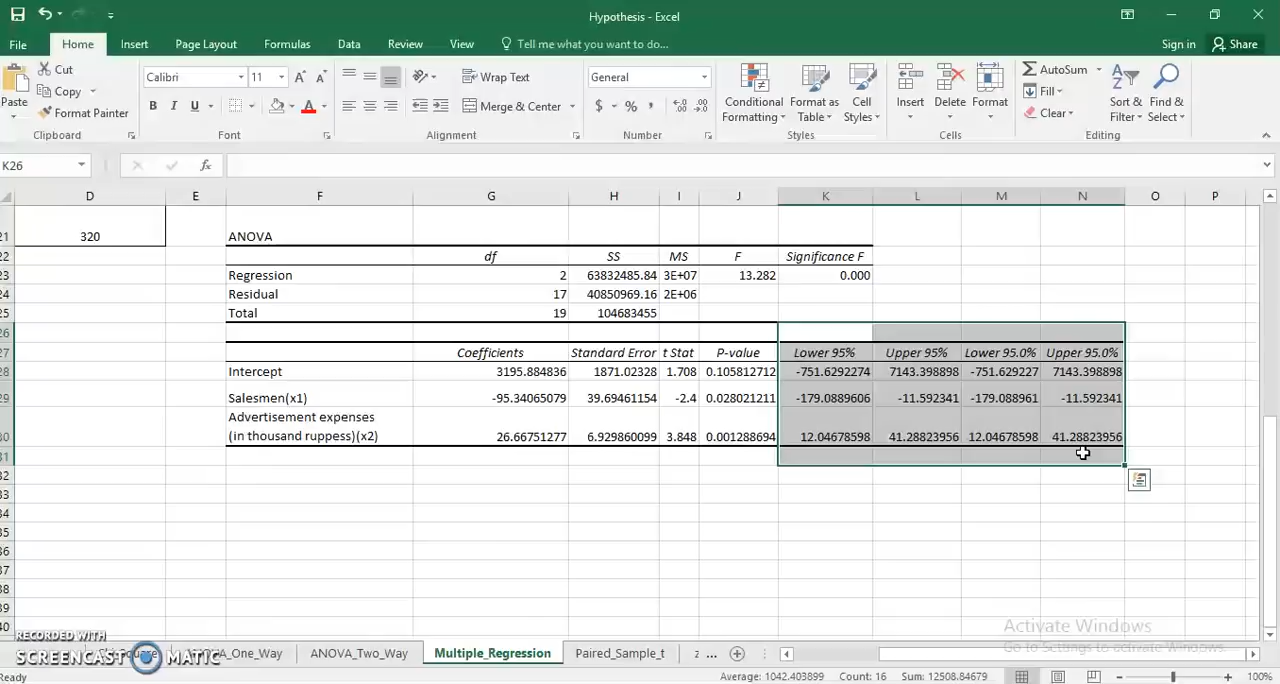 Hypothesis - Excel
File Home Insert Page Layout Formulas Data Review View Tell me what you want to do... Sign in Share
Paste Cut Copy Format Painter
Calibri 11
B I U A
Wrap Text
Merge & Center
General
$ %
Conditional Formatting Format as Table Cell Styles Insert Delete Format
AutoSum Fill Clear
Sort & Filter Find & Select
Clipboard Font Alignment Number Styles Cells Editing
K26 fx
D E F G H I J K L M N O P
21 320 ANOVA
22 df SS MS F Significance F
23 Regression 2 63832485.84 3E+07 13.282 0.000
24 Residual 17 40850969.16 2E+06
25 Total 19 104683455
26
27 Coefficients Standard Error t Stat P-value Lower 95% Upper 95% Lower 95.0% Upper 95.0%
28 Intercept 3195.884836 1871.02328 1.708 0.105812712 -751.6292274 7143.398898 -751.629227 7143.398898
29 Salesmen(x1) -95.34065079 39.69461154 -2.4 0.028021211 -179.0889606 -11.592341 -179.088961 -11.592341
Advertisement expenses
30 (in thousand ruppess)(x2) 26.66751277 6.929860099 3.848 0.001288694 12.04678598 41.28823956 12.04678598 41.28823956
31
32
33
34
35
36
37
38
39
40
Activate Windows
Go to Settings to activate Windows.
RECORDED WITH
SCREENCAST MATIC
ANOVA_Two_Way Multiple_Regression Paired_Sample_t z ...
Ready Average: 1042.403899 Count: 16 Sum: 12508.84679 100%